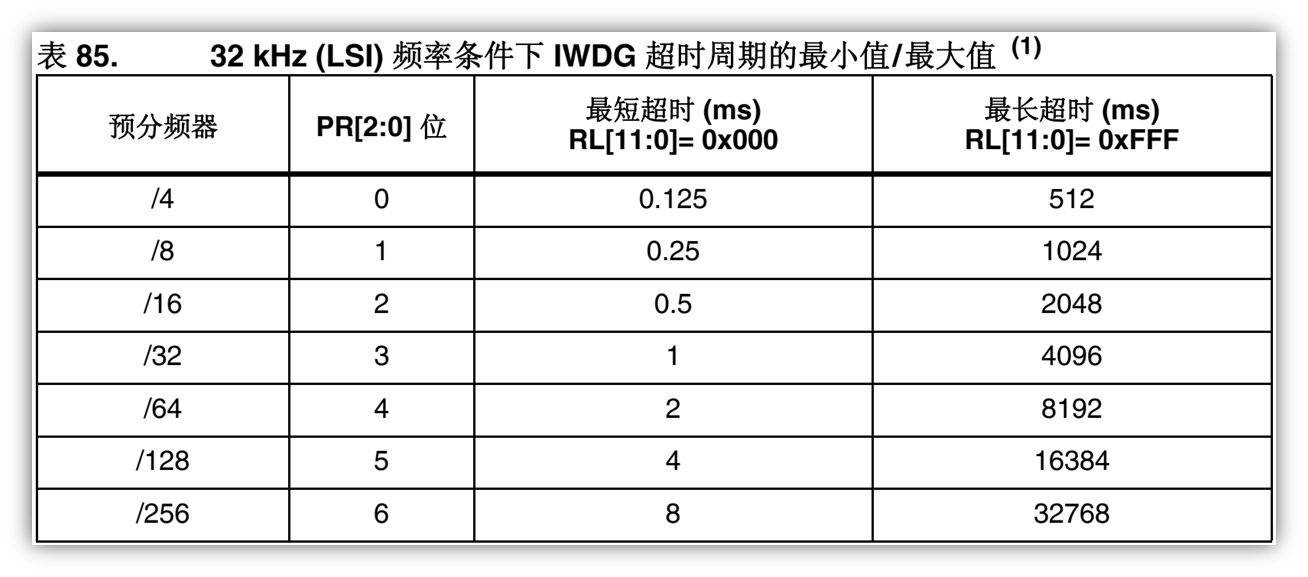 表 85. 32 kHz (LSI) 频率条件下 IWDG 超时周期的最小值/最大值 (1)
预分频器 PR[2:0] 位 最短超时 (ms) RL[11:0]= 0x000 最长超时 (ms) RL[11:0]= 0xFFF
/4 0 0.125 512
/8 1 0.25 1024
/16 2 0.5 2048
/32 3 1 4096
/64 4 2 8192
/128 5 4 16384
/256 6 8 32768